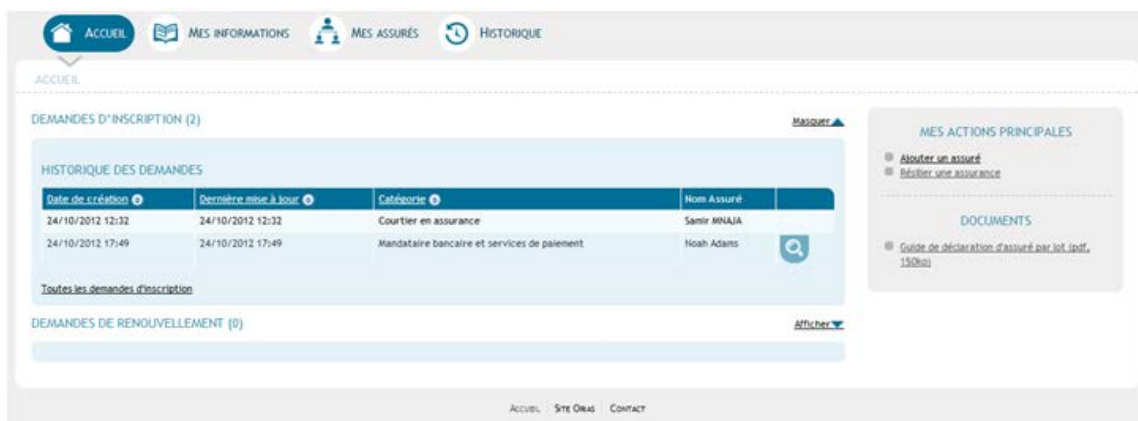 ACCUEIL
MES INFORMATIONS
MES ASSURÉS
HISTORIQUE
ACCUEIL
DEMANDES D'INSCRIPTION (2)
Masquer
HISTORIQUE DES DEMANDES
Date de création
Dernière mise à jour
Catégorie
Nom Assuré
24/10/2012 12:32
24/10/2012 12:32
Courtier en assurance
Samir MNAJA
24/10/2012 17:49
24/10/2012 17:49
Mandataire bancaire et services de paiement
Noah Adams
Toutes les demandes d'inscription
DEMANDES DE RENOUVELLEMENT (0)
Afficher
MES ACTIONS PRINCIPALES
Ajouter un assuré
Résilier une assurance
DOCUMENTS
Guide de déclaration d'assuré par lot (pdf,
150ko)
ACCUEIL
SITE ORIAS
CONTACT